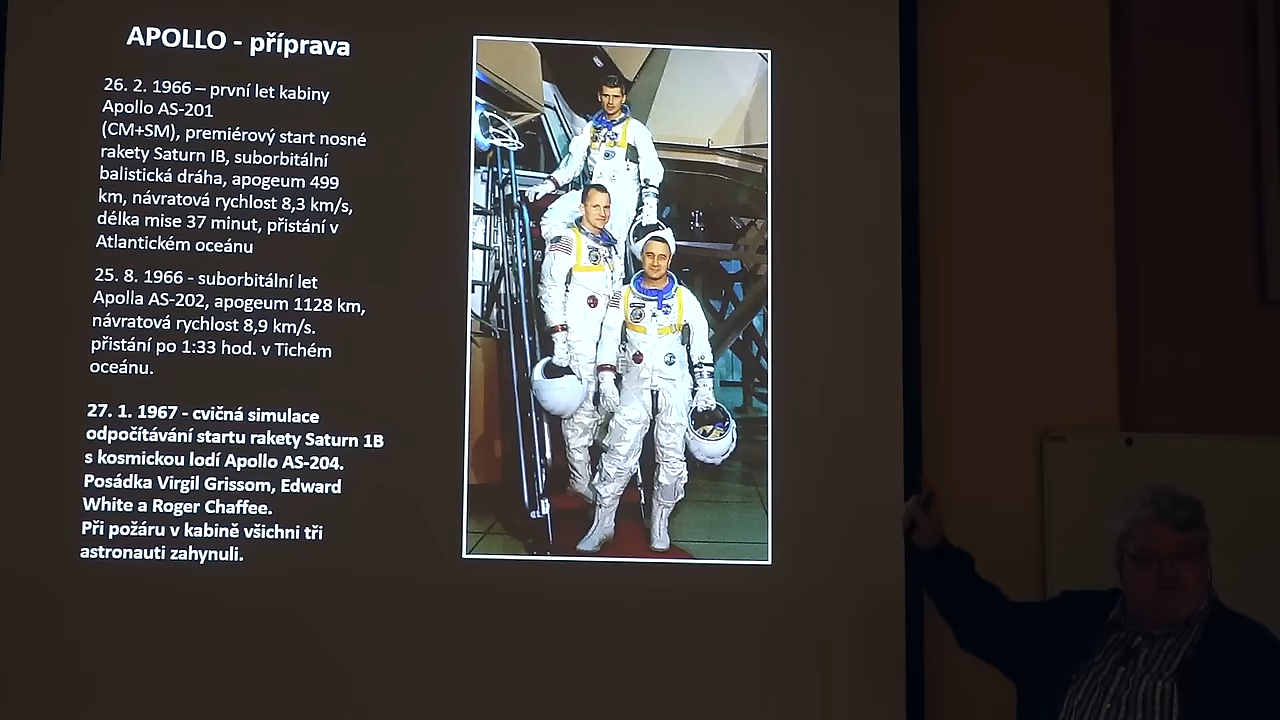 APOLLO - příprava
26. 2. 1966 – první let kabiny
Apollo AS-201
(CM+SM), premiérový start nosné
rakety Saturn IB, suborbitální
balistická dráha, apogeum 499
km, návratová rychlost 8,3 km/s,
délka mise 37 minut, přistání v
Atlantickém oceánu
25. 8. 1966 - suborbitální let
Apolla AS-202, apogeum 1128 km,
návratová rychlost 8,9 km/s.
přistání po 1:33 hod. v Tichém
oceánu.
27. 1. 1967 - cvičná simulace
odpočítávání startu rakety Saturn 1B
s kosmickou lodí Apollo AS-204.
Posádka Virgil Grissom, Edward
White a Roger Chaffee.
Při požáru v kabině všichni tři
astronauti zahynuli.